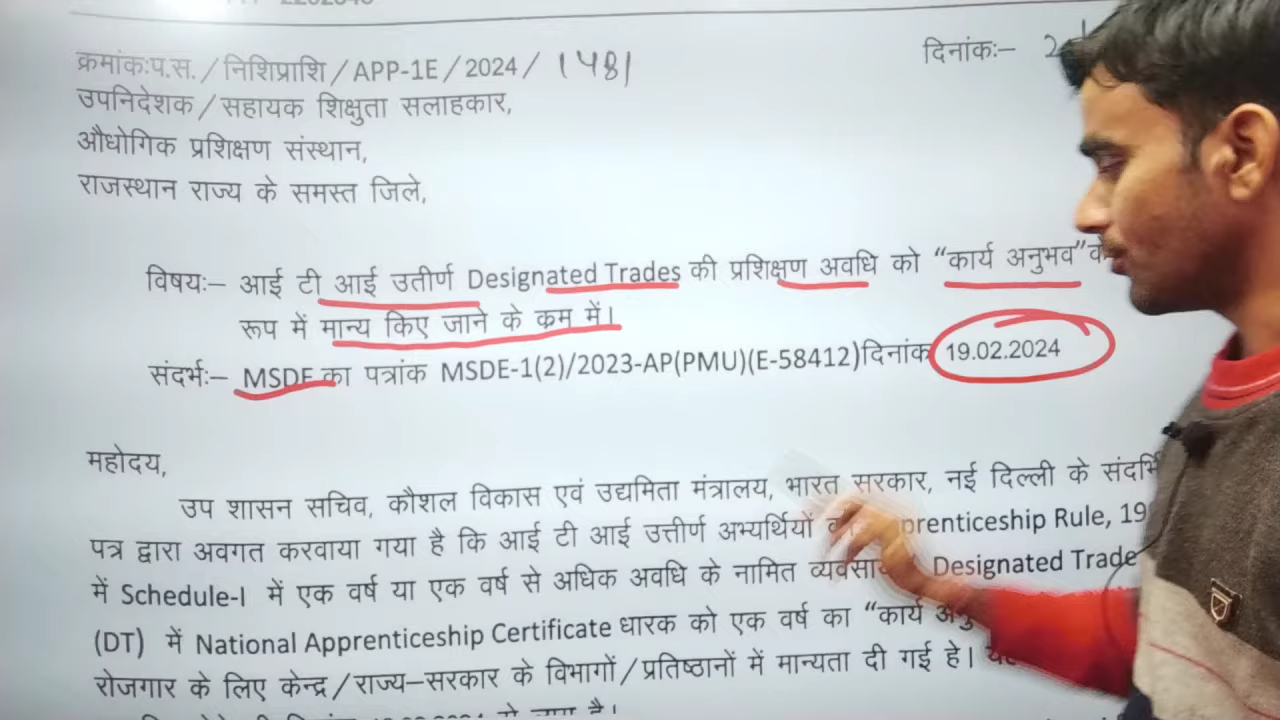 क्रमांकःप.स./निशिप्राशि/APP-1E/2024/ 1481
दिनांकः–
उपनिदेशक/सहायक शिक्षुता सलाहकार,
औधोगिक प्रशिक्षण संस्थान,
राजस्थान राज्य के समस्त जिले,
विषयः– आई टी आई उतीर्ण Designated Trades की प्रशिक्षण अवधि को “कार्य अनुभव”
रूप में मान्य किए जाने के क्रम में।
संदर्भः– MSDE का पत्रांक MSDE-1(2)/2023-AP(PMU)(E-58412)दिनांक 19.02.2024
महोदय,
उप शासन सचिव, कौशल विकास एवं उद्यमिता मंत्रालय, भारत सरकार, नई दिल्ली के
पत्र द्वारा अवगत करवाया गया है कि आई टी आई उत्तीर्ण अभ्यर्थियों Rule,
में Schedule-I में एक वर्ष या एक वर्ष से अधिक अवधि के नामित Designated Trade
(DT) में National Apprenticeship Certificate धारक को एक वर्ष का “कार्य
रोजगार के लिए केन्द्र/राज्य–सरकार के विभागों/प्रतिष्ठानों में मान्यता दी गई हे।